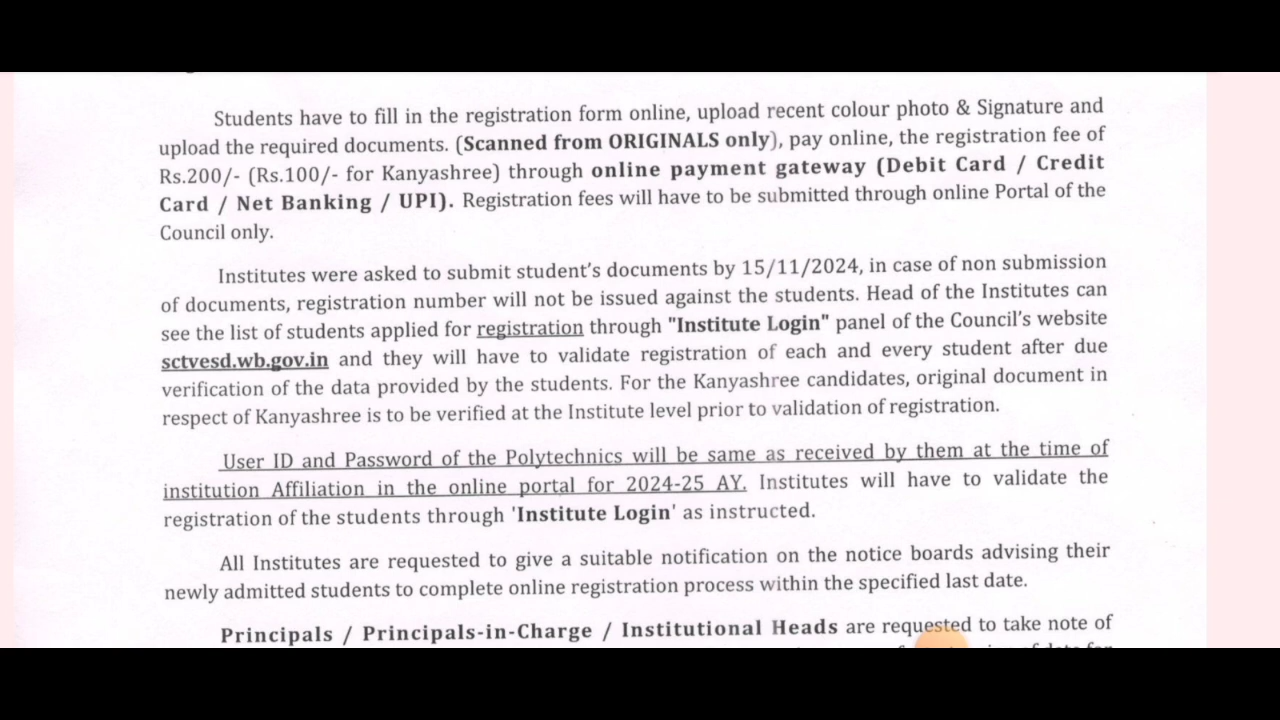 Students have to fill in the registration form online, upload recent colour photo & Signature and
upload the required documents. (Scanned from ORIGINALS only), pay online, the registration fee of
Rs.200/- (Rs.100/- for Kanyashree) through online payment gateway (Debit Card / Credit
Card / Net Banking / UPI). Registration fees will have to be submitted through online Portal of the
Council only.
Institutes were asked to submit student's documents by 15/11/2024, in case of non submission
of documents, registration number will not be issued against the students. Head of the Institutes can
see the list of students applied for registration through "Institute Login" panel of the Council's website
sctvesd.wb.gov.in and they will have to validate registration of each and every student after due
verification of the data provided by the students. For the Kanyashree candidates, original document in
respect of Kanyashree is to be verified at the Institute level prior to validation of registration.
User ID and Password of the Polytechnics will be same as received by them at the time of
institution Affiliation in the online portal for 2024-25 AY. Institutes will have to validate the
registration of the students through 'Institute Login' as instructed.
All Institutes are requested to give a suitable notification on the notice boards advising their
newly admitted students to complete online registration process within the specified last date.
Principals / Principals-in-Charge / Institutional Heads are requested to take note of